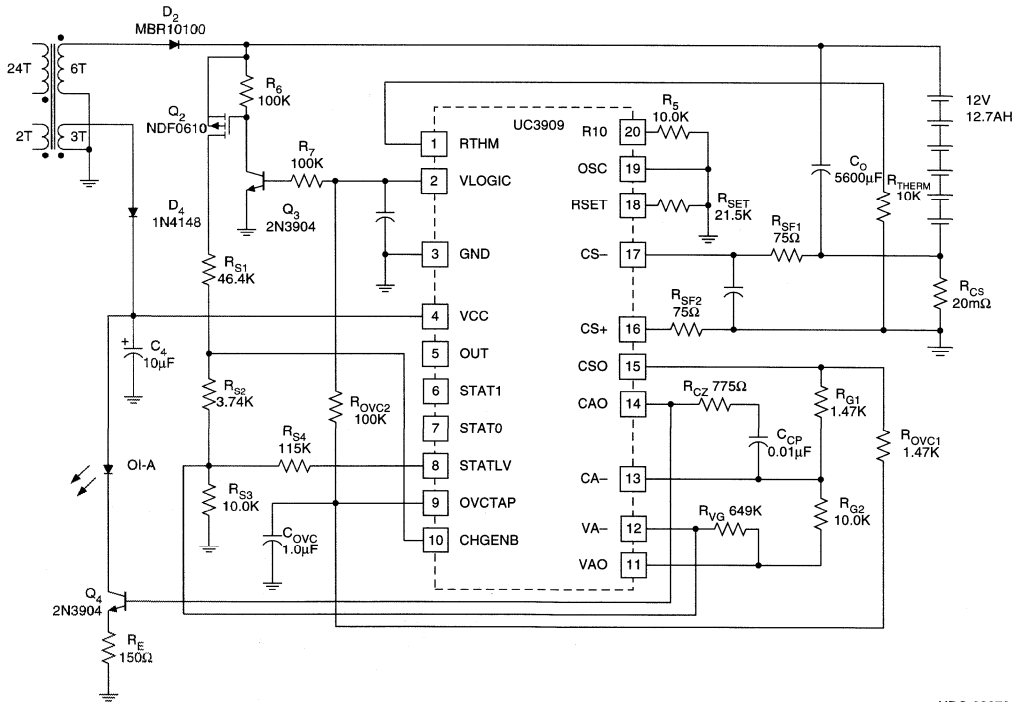 D2
MBR10100
24T
6T
2T
3T
Q2
NDF0610
R6
100K
R7
100K
Q3
2N3904
D4
1N4148
RS1
46.4K
C4
10µF
+
RS2
3.74K
RS4
115K
RS3
10.0K
OI-A
ROVC2
100K
COVC
1.0µF
Q4
2N3904
RE
150Ω
UC3909
1
RTHM
2
VLOGIC
3
GND
4
VCC
5
OUT
6
STAT1
7
STAT0
8
STATLV
9
OVCTAP
10
CHGENB
R10
20
OSC
19
RSET
18
CS–
17
CS+
16
CSO
15
CAO
14
CA–
13
VA–
12
VAO
11
R5
10.0K
RSET
21.5K
RSF1
75Ω
RSF2
75Ω
CO
5600µF
RTHERM
10K
12V
12.7AH
RCS
20mΩ
RCZ 775Ω
CCP
0.01µF
RG1
1.47K
ROVC1
1.47K
RG2
10.0K
RVG 649K